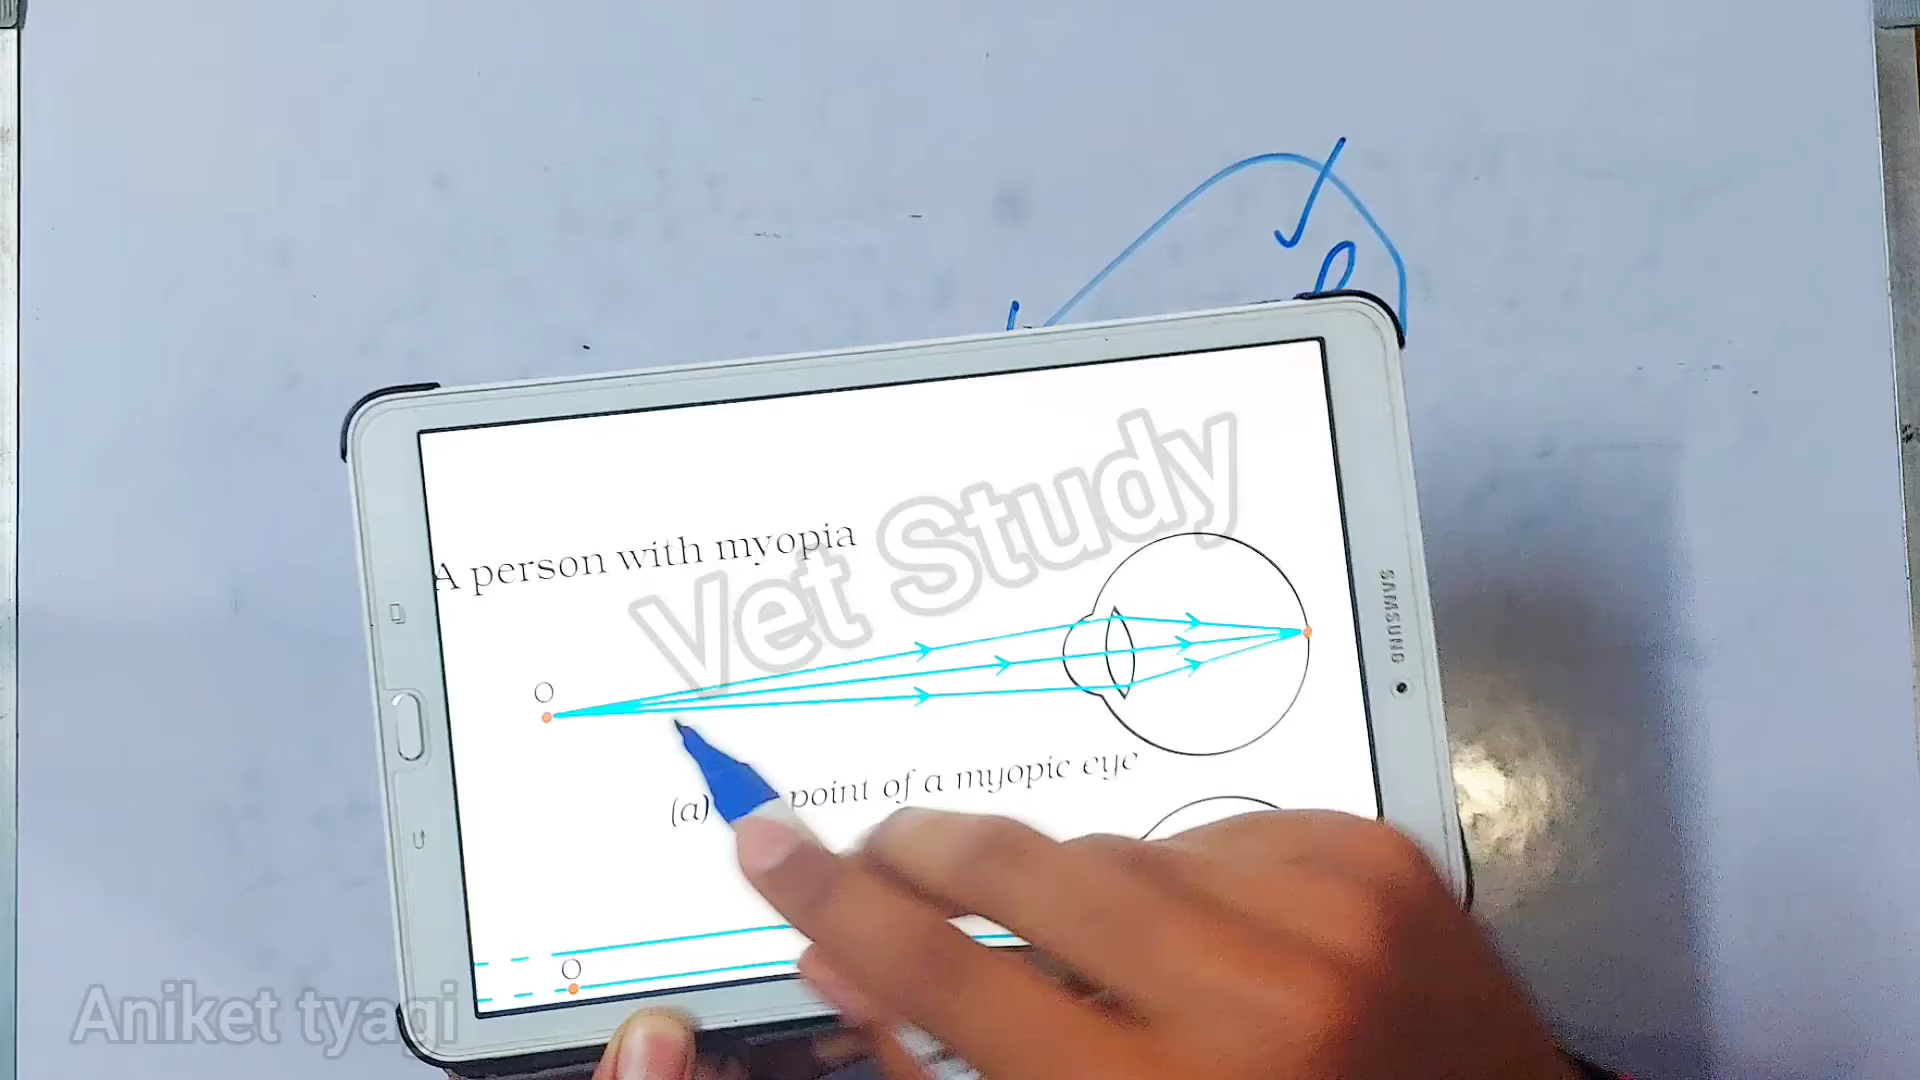 Vet Study
A person with myopia
SAMSUNG
O
(a) point of a myopic eye
O
Aniket tyagi